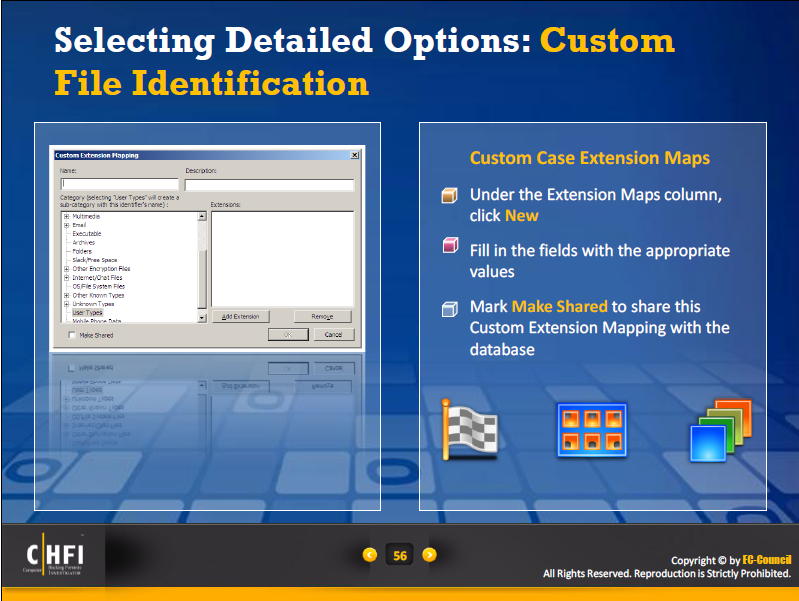 Selecting Detailed Options: Custom
File Identification
Custom Extension Mapping
Name:
Description:
Category (selecting "User Types" will create a
sub-category with this identifier's name) :
Extensions:
Multimedia
Email
Executable
Archives
Folders
Slack/Free Space
Other Encryption Files
Internet/Chat Files
OS/File System Files
Other Known Types
Unknown Types
User Types
Mobile Phone Data
Add Extension
Remove
Make Shared
OK
Cancel
Custom Case Extension Maps
Under the Extension Maps column,
click New
Fill in the fields with the appropriate
values
Mark Make Shared to share this
Custom Extension Mapping with the
database
CHFI
Computer Hacking Forensic
INVESTIGATOR
56
Copyright © by EC-Council
All Rights Reserved. Reproduction is Strictly Prohibited.